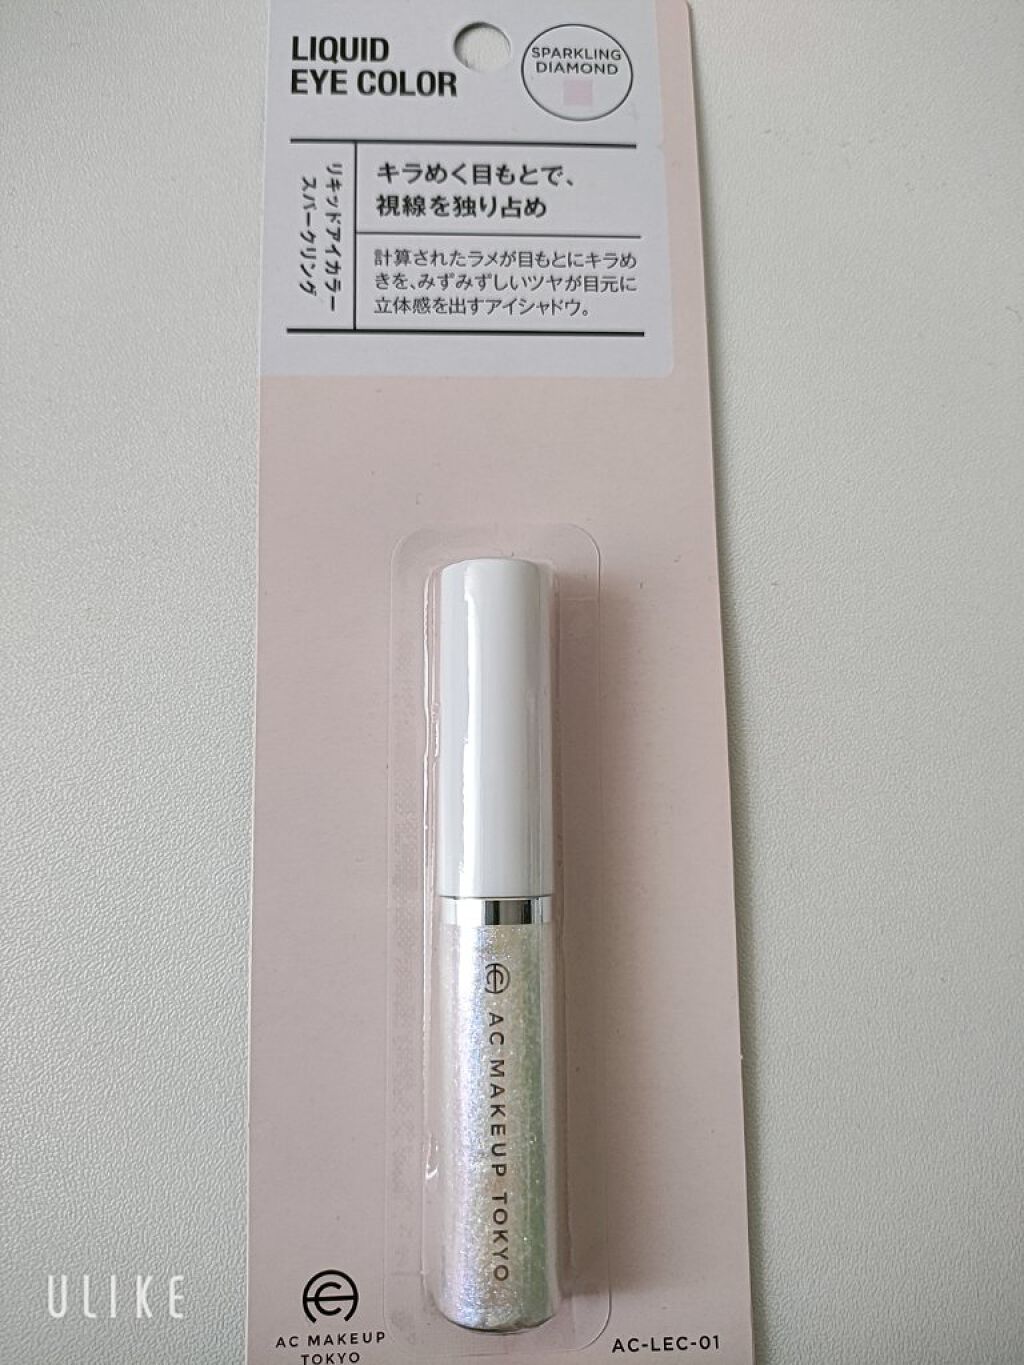 LIQUID
EYE COLOR
SPARKLING
DIAMOND
リキッドアイカラー
スパークリング
キラめく目もとで、
視線を独り占め
計算されたラメが目もとにキラめ
きを、みずみずしいツヤが目元に
立体感を出すアイシャドウ。
AC MAKEUP TOKYO
AC MAKEUP
TOKYO
AC-LEC-01
ULIKE